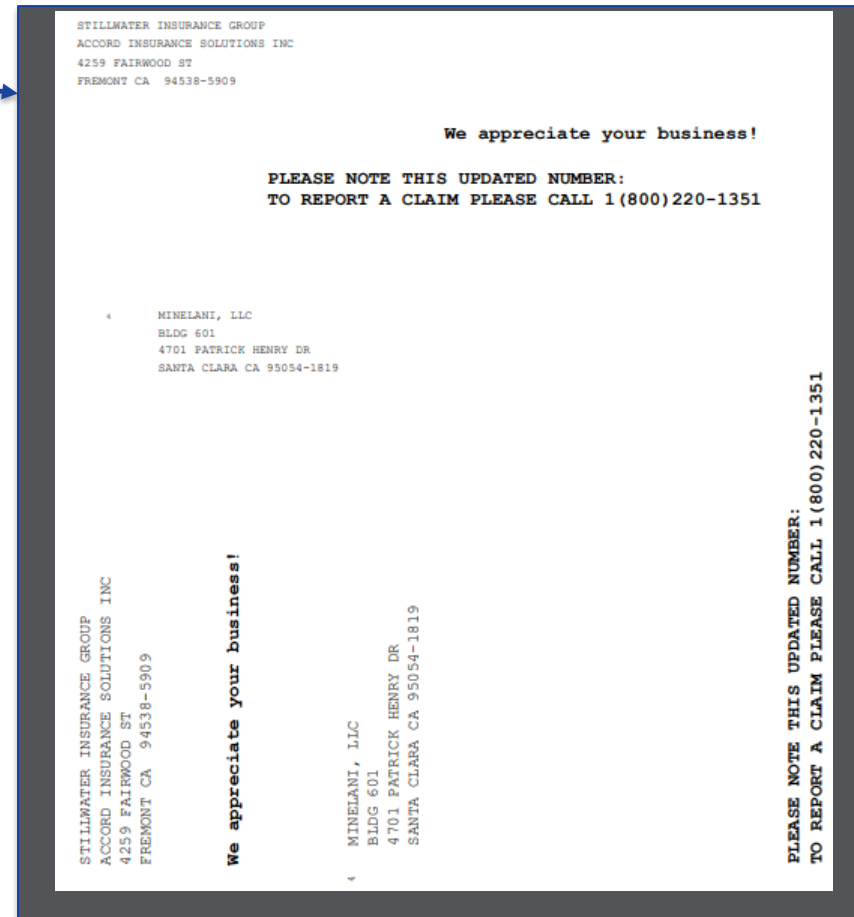 STILLWATER INSURANCE GROUP
ACCORD INSURANCE SOLUTIONS INC
4259 FAIRWOOD ST
FREMONT CA  94538-5909
We appreciate your business!
PLEASE NOTE THIS UPDATED NUMBER:
TO REPORT A CLAIM PLEASE CALL 1(800)220-1351
4 MINELANI, LLC
BLDG 601
4701 PATRICK HENRY DR
SANTA CLARA CA 95054-1819
STILLWATER INSURANCE GROUP
ACCORD INSURANCE SOLUTIONS INC
4259 FAIRWOOD ST
FREMONT CA  94538-5909
We appreciate your business!
4 MINELANI, LLC
BLDG 601
4701 PATRICK HENRY DR
SANTA CLARA CA 95054-1819
PLEASE NOTE THIS UPDATED NUMBER:
TO REPORT A CLAIM PLEASE CALL 1(800)220-1351